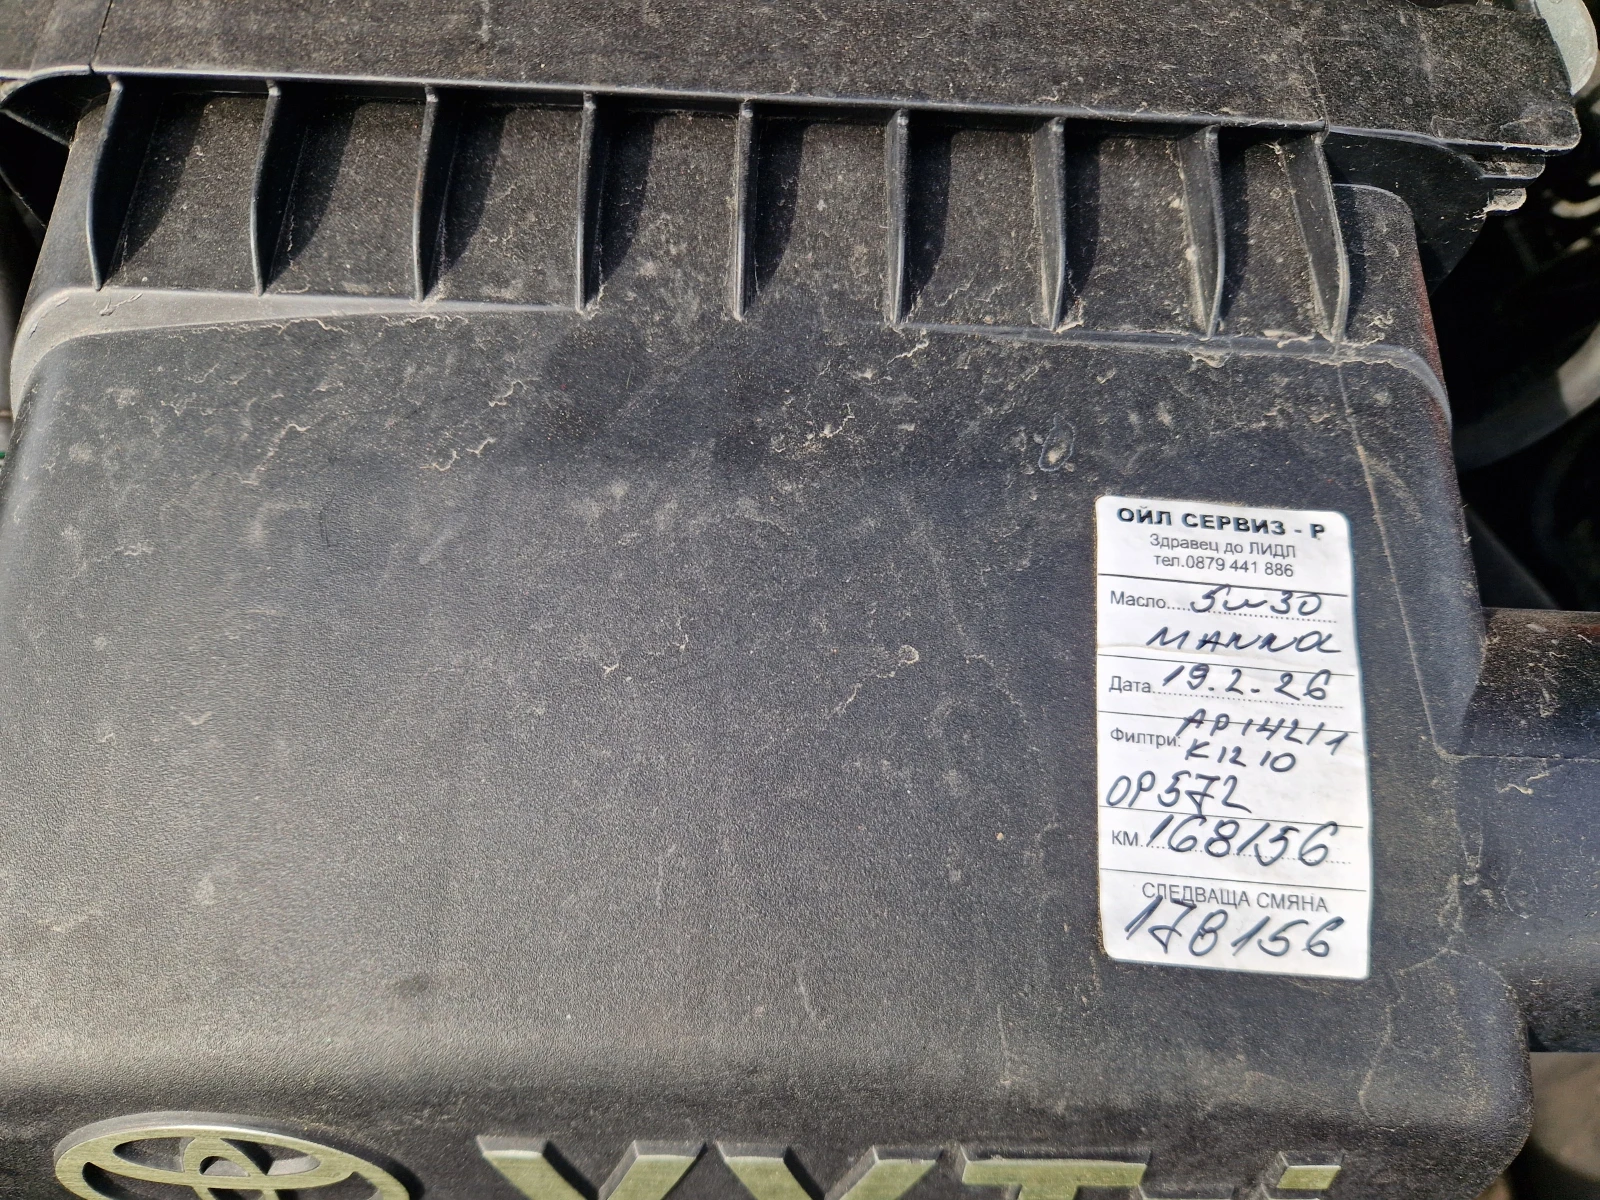 ОЙЛ СЕРВИЗ - Р
Здравец до ЛИДЛ
тел.0879 441 886
Масло.....5w30
MANNOL
Дата.....19.2.26
Филтри: AP142/1
K1210
OP572
КМ.168156
СЛЕДВАЩА СМЯНА
178156
VVT-i